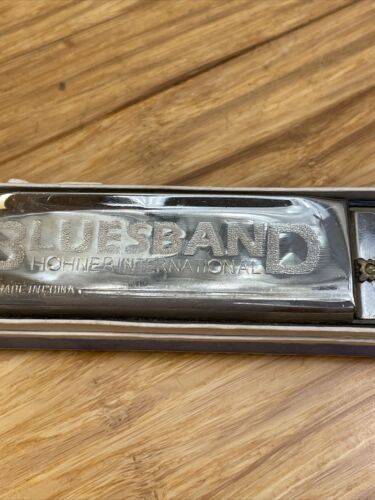 BLUESBAND
HOHNER INTERNATIONAL
MADE IN CHINA